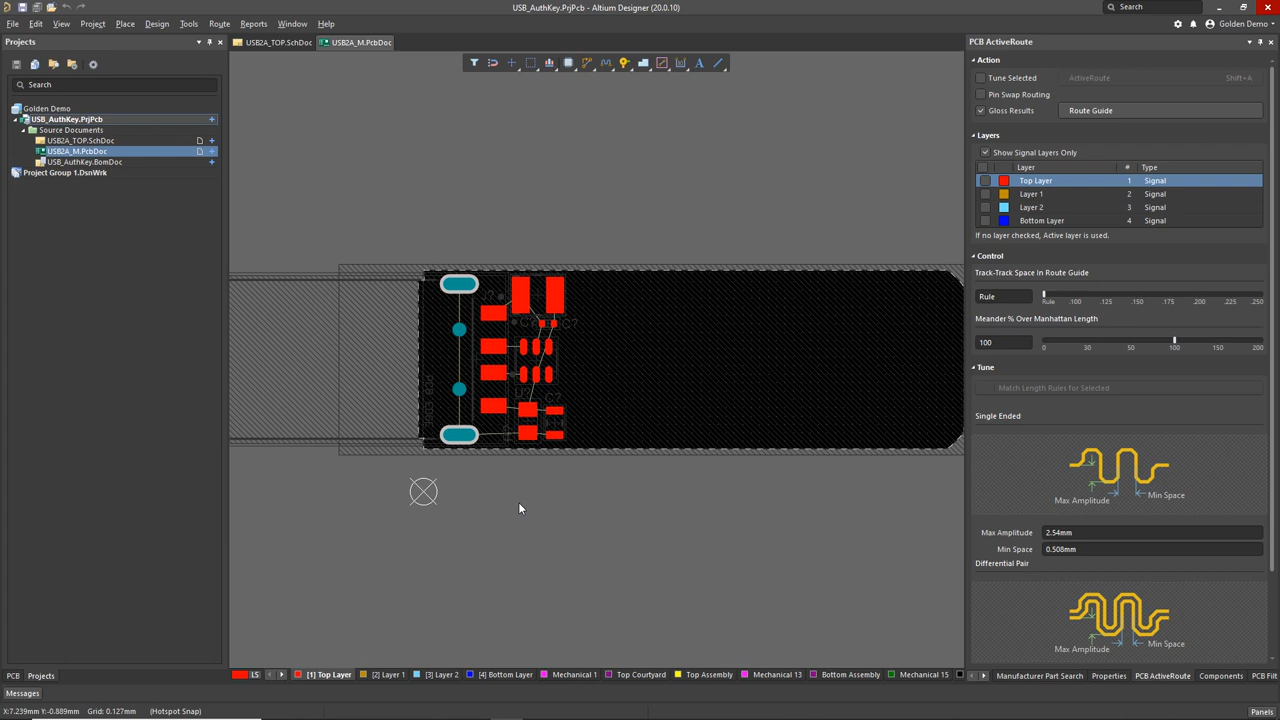 USB_AuthKey.PrjPcb - Altium Designer (20.0.10)
Search
File Edit View Project Place Design Tools Route Reports Window Help
Golden Demo
Projects
USB2A_TOP.SchDoc
USB2A_M.PcbDoc
Search
Golden Demo
USB_AuthKey.PrjPcb
Source Documents
USB2A_TOP.SchDoc
USB2A_M.PcbDoc
USB_AuthKey.BomDoc
Project Group 1.DsnWrk
J?
C?
C?
PCB EDGE
U?
C?
PCB ActiveRoute
Action
Tune Selected
ActiveRoute
Shift+A
Pin Swap Routing
Gloss Results
Route Guide
Layers
Show Signal Layers Only
Layer # Type
Top Layer 1 Signal
Layer 1 2 Signal
Layer 2 3 Signal
Bottom Layer 4 Signal
If no layer checked, Active layer is used.
Control
Track-Track Space In Route Guide
Rule
Rule .100 .125 .150 .175 .200 .225 .250
Meander % Over Manhattan Length
100
0 30 50 100 150 200
Tune
Match Length Rules for Selected
Single Ended
Max Amplitude
Min Space
Max Amplitude 2.54mm
Min Space 0.508mm
Differential Pair
Max Amplitude
Min Space
PCB Projects
LS [1] Top Layer [2] Layer 1 [3] Layer 2 [4] Bottom Layer Mechanical 1 Top Courtyard Top Assembly Mechanical 13 Bottom Assembly Mechanical 15
Manufacturer Part Search Properties PCB ActiveRoute Components PCB Filt
Messages
X:7.239mm Y:-0.889mm Grid: 0.127mm (Hotspot Snap)
Panels